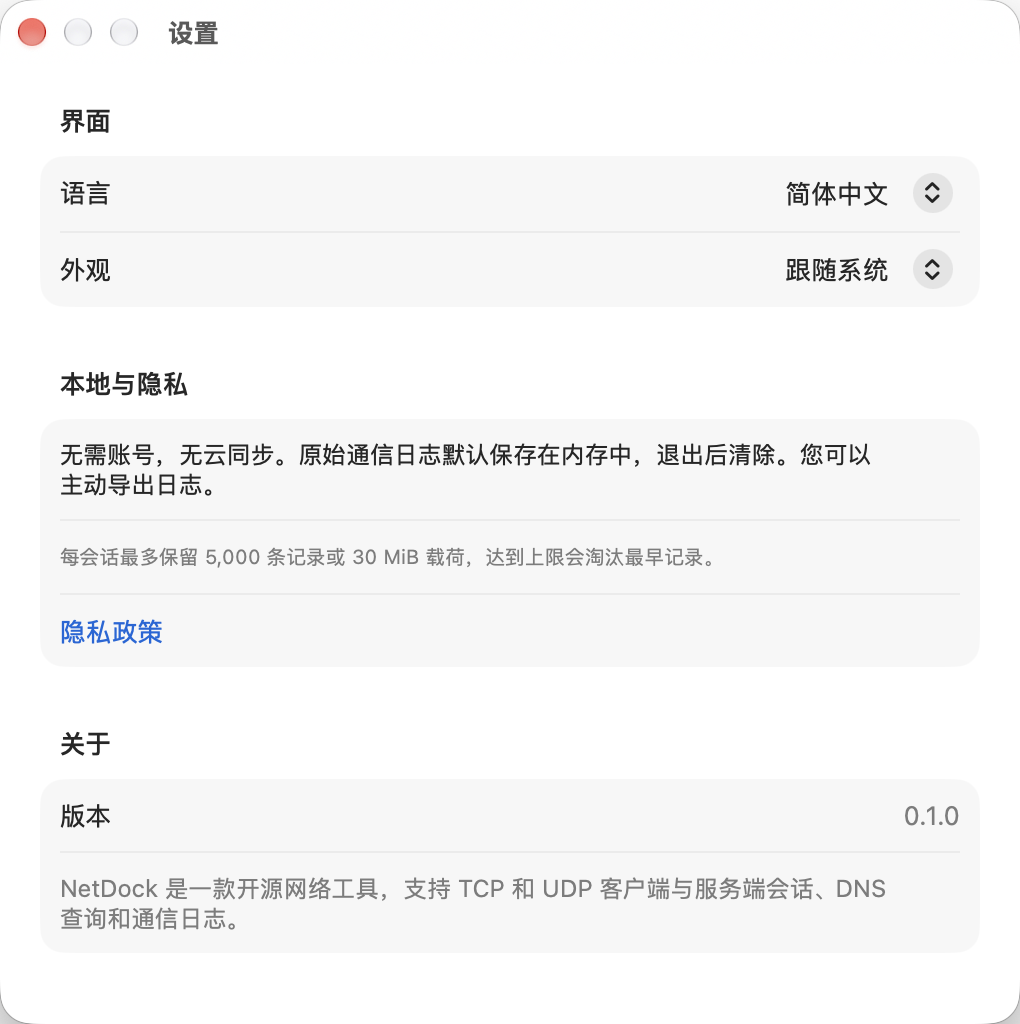 设置
界面
语言 简体中文
外观 跟随系统
本地与隐私
无需账号，无云同步。原始通信日志默认保存在内存中，退出后清除。您可以
主动导出日志。
每会话最多保留 5,000 条记录或 30 MiB 载荷，达到上限会淘汰最早记录。
隐私政策
关于
版本 0.1.0
NetDock 是一款开源网络工具，支持 TCP 和 UDP 客户端与服务端会话、DNS
查询和通信日志。